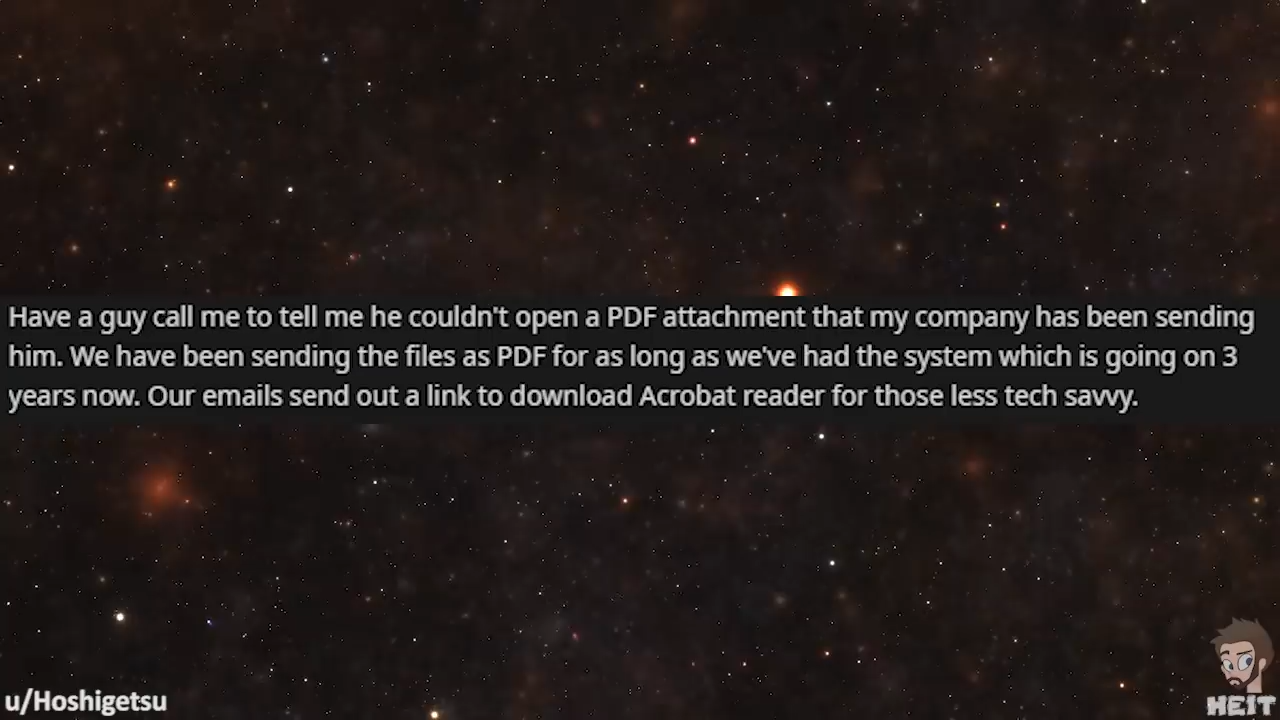 Have a guy call me to tell me he couldn't open a PDF attachment that my company has been sending
him. We have been sending the files as PDF for as long as we've had the system which is going on 3
years now. Our emails send out a link to download Acrobat reader for those less tech savvy.
u/Hoshigetsu
HEIT